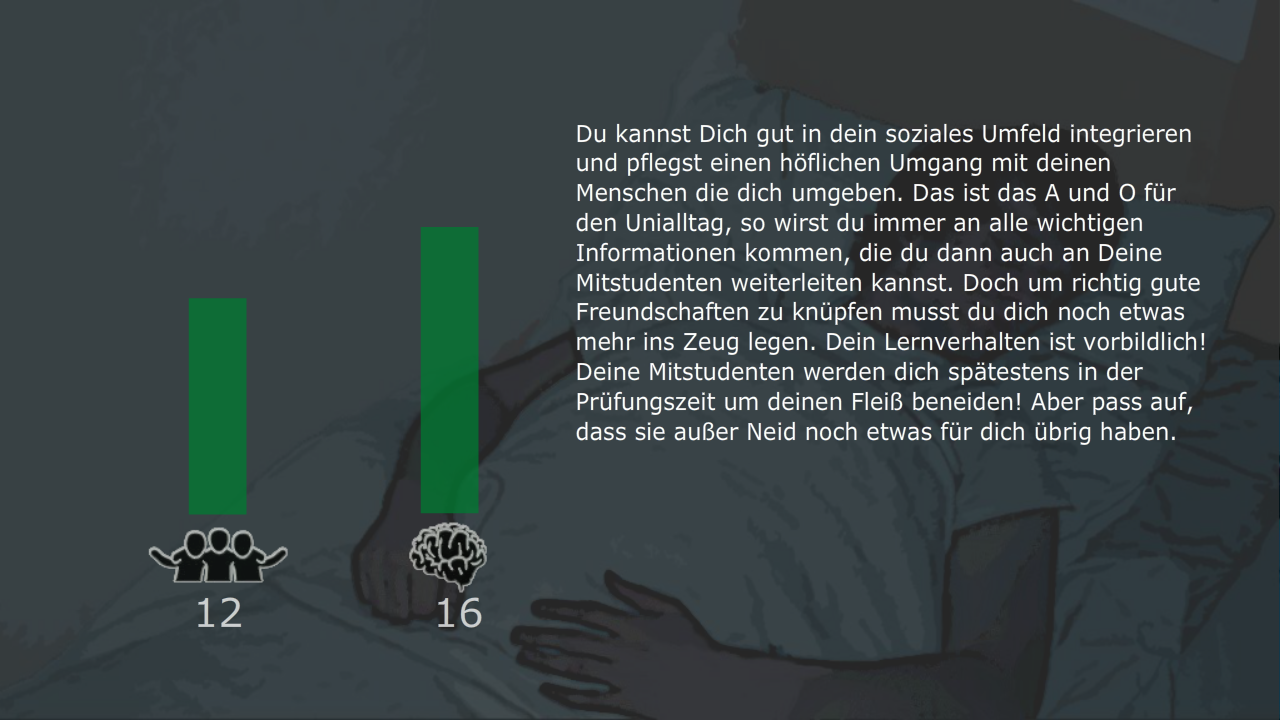 Du kannst Dich gut in dein soziales Umfeld integrieren
und pflegst einen höflichen Umgang mit deinen
Menschen die dich umgeben. Das ist das A und O für
den Unialltag, so wirst du immer an alle wichtigen
Informationen kommen, die du dann auch an Deine
Mitstudenten weiterleiten kannst. Doch um richtig gute
Freundschaften zu knüpfen musst du dich noch etwas
mehr ins Zeug legen. Dein Lernverhalten ist vorbildlich!
Deine Mitstudenten werden dich spätestens in der
Prüfungszeit um deinen Fleiß beneiden! Aber pass auf,
dass sie außer Neid noch etwas für dich übrig haben.
12
16